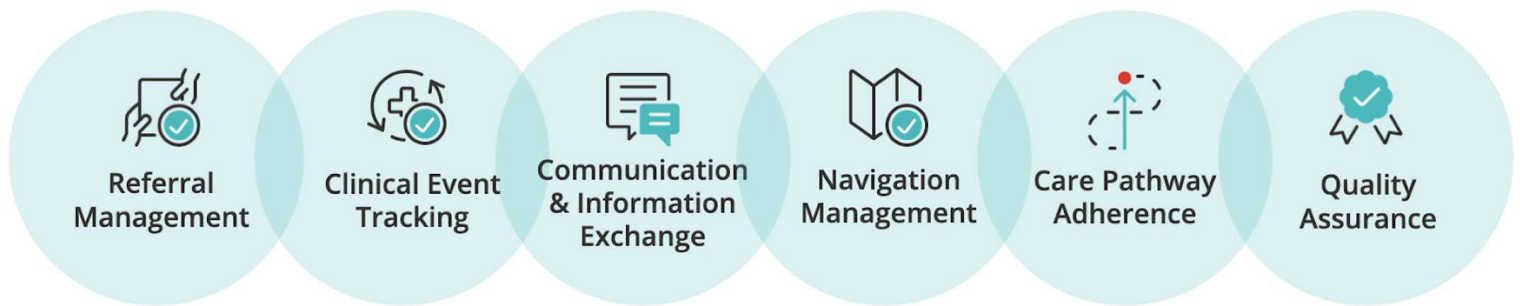 Referral
Management
Clinical Event
Tracking
Communication
& Information
Exchange
Navigation
Management
Care Pathway
Adherence
Quality
Assurance